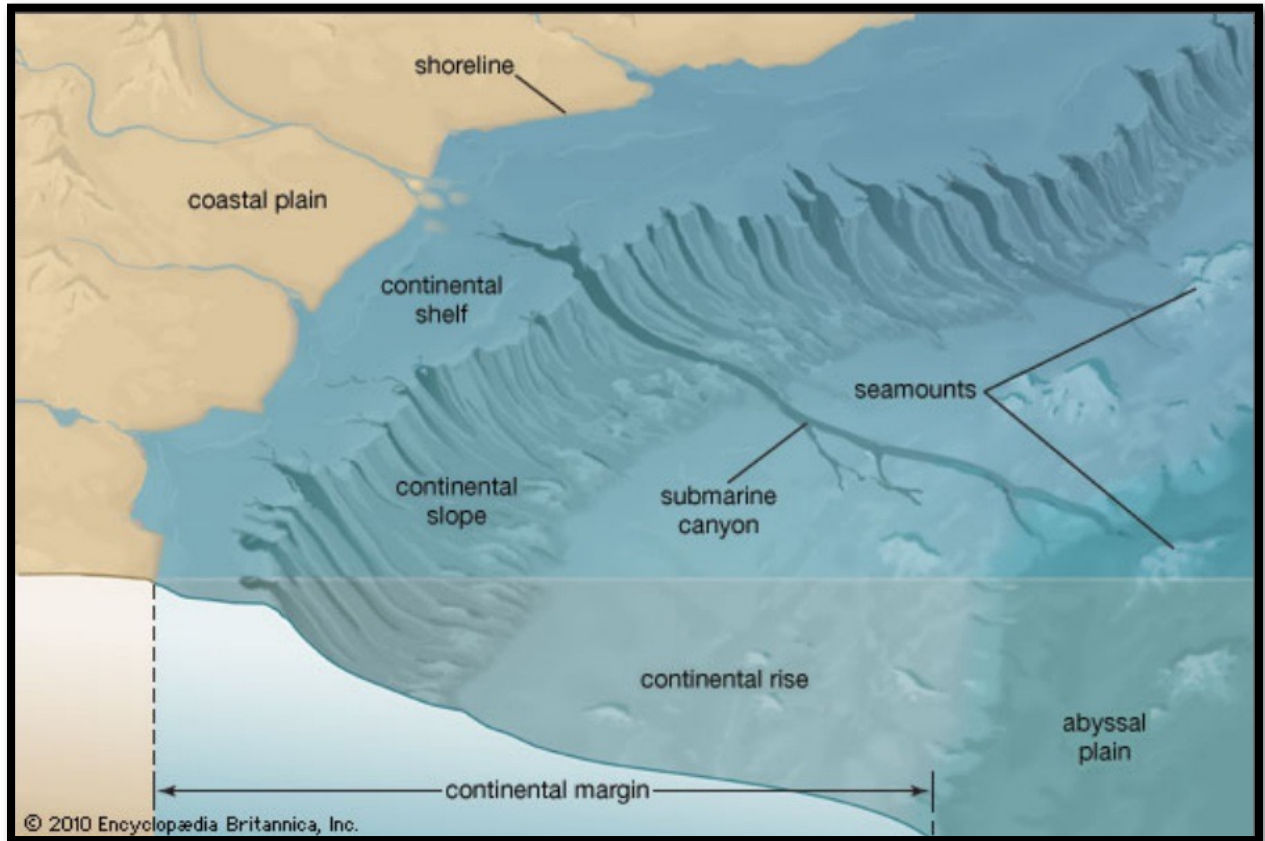 shoreline
coastal plain
continental
shelf
seamounts
continental
slope
submarine
canyon
continental rise
abyssal
plain
continental margin
© 2010 Encyclopædia Britannica, Inc.